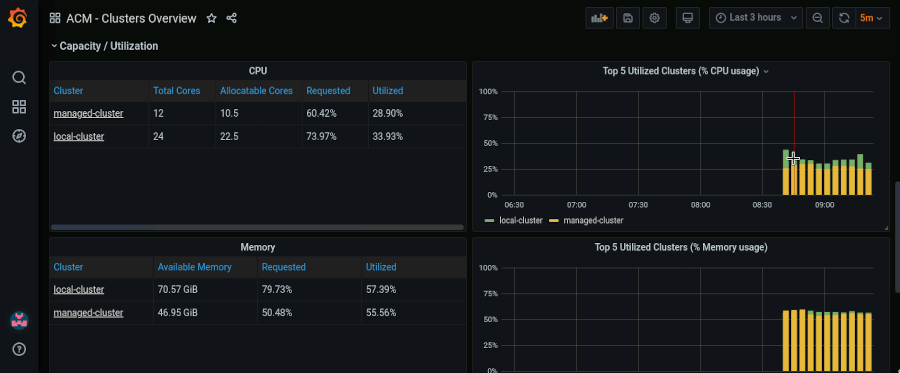 ACM - Clusters Overview
Last 3 hours
5m
Capacity / Utilization
CPU
Cluster Total Cores Allocatable Cores Requested Utilized
managed-cluster 12 10.5 60.42% 28.90%
local-cluster 24 22.5 73.97% 33.93%
Top 5 Utilized Clusters (% CPU usage)
100%
75%
50%
25%
0%
06:30 07:00 07:30 08:00 08:30 09:00
local-cluster managed-cluster
Memory
Cluster Available Memory Requested Utilized
local-cluster 70.57 GiB 79.73% 57.39%
managed-cluster 46.95 GiB 50.48% 55.56%
Top 5 Utilized Clusters (% Memory usage)
100%
75%
50%
25%
0%